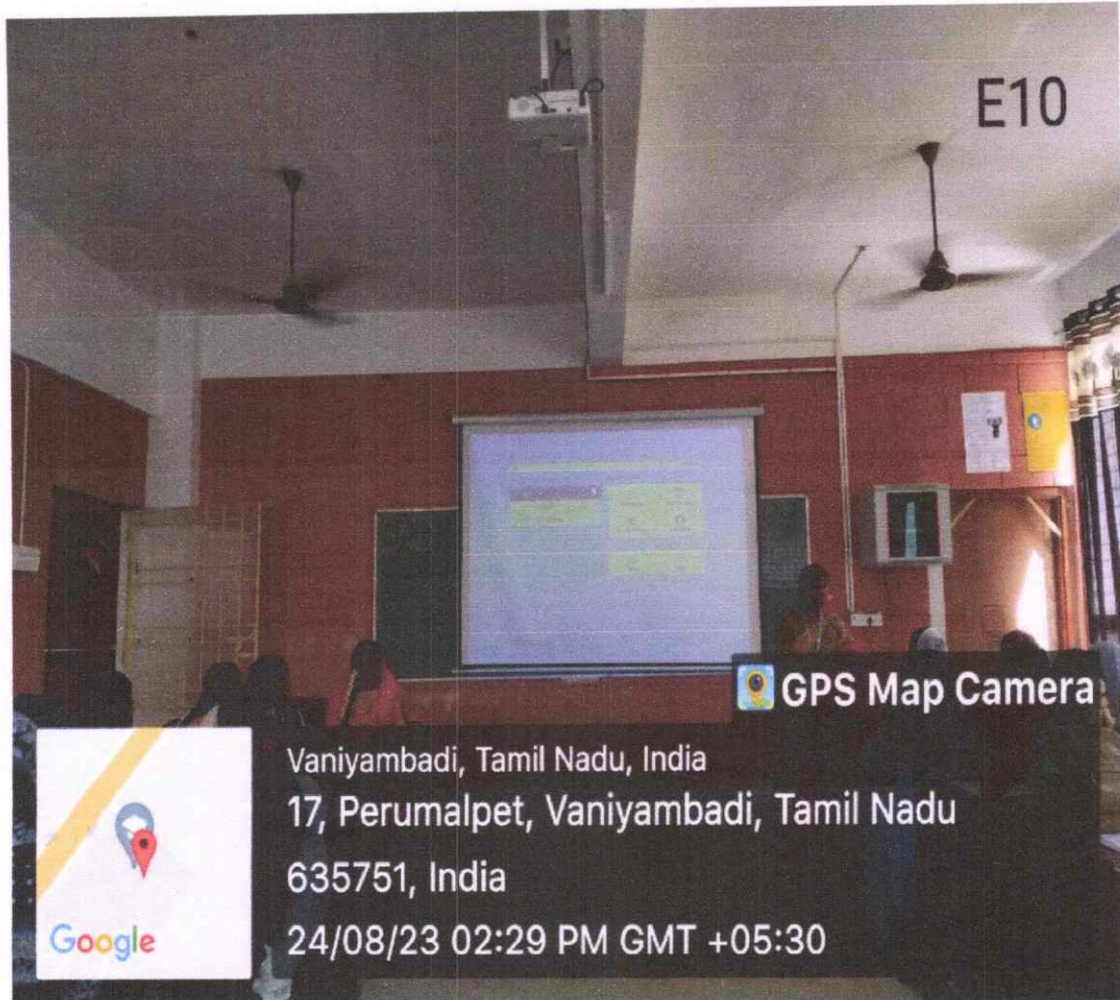 E10
GPS Map Camera
Vaniyambadi, Tamil Nadu, India
17, Perumalpet, Vaniyambadi, Tamil Nadu
635751, India
24/08/23 02:29 PM GMT +05:30
Google